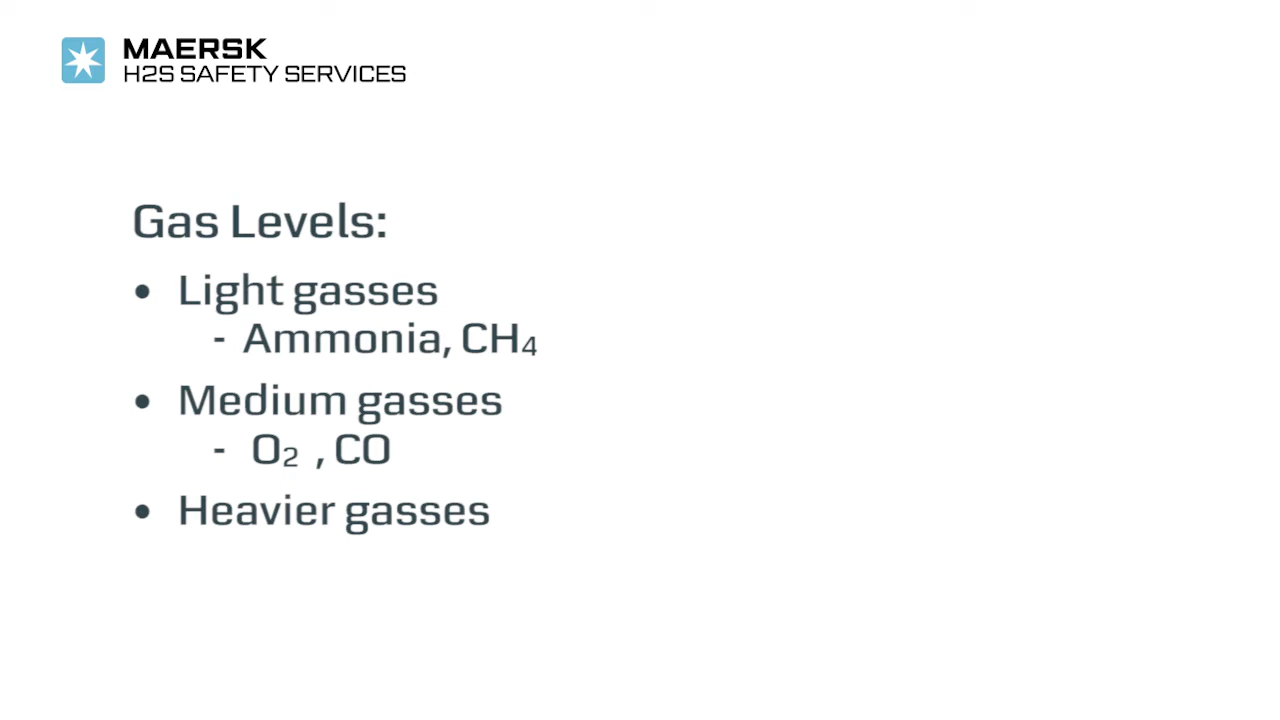 MAERSK
H2S SAFETY SERVICES
Gas Levels:
• Light gasses
- Ammonia, CH₄
• Medium gasses
- O₂ , CO
• Heavier gasses